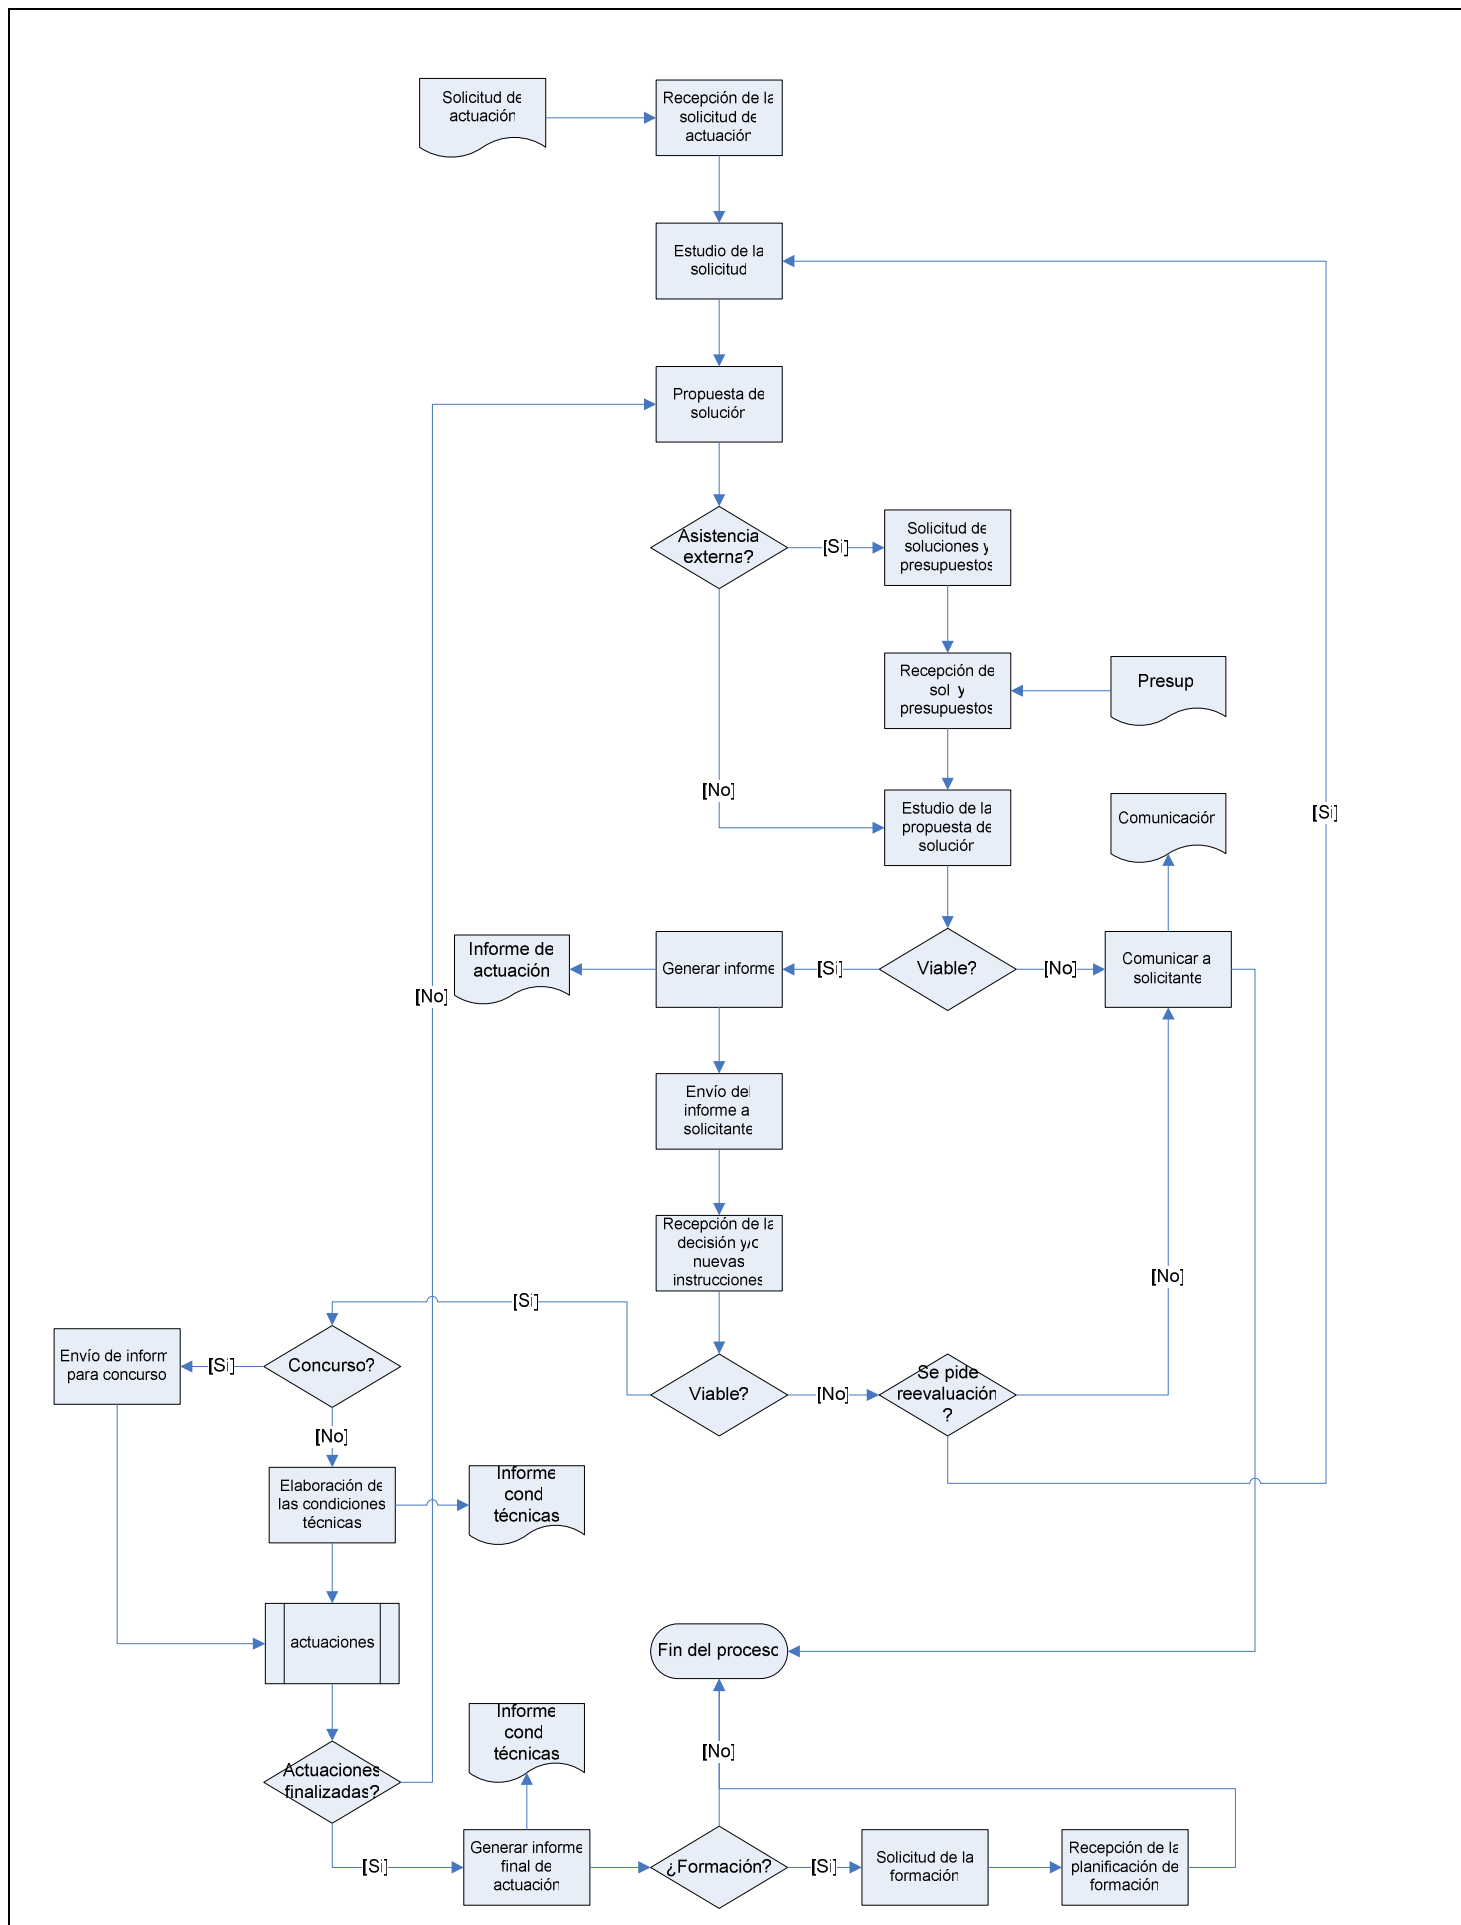 Solicitud de
actuación
Recepción de la
solicitud de
actuación
Estudio de la
solicitud
Propuesta de
solución
Asistencia
externa?
[Si]
Solicitud de
soluciones y
presupuestos
Recepción de
sol y
presupuestos
Presup
[No]
Estudio de la
propuesta de
solución
Comunicación
[Si]
Informe de
actuación
Generar informe
[Si]
Viable?
[No]
Comunicar a
solicitante
[No]
Envío del
informe a
solicitante
Recepción de la
decisión y/o
nuevas
instrucciones
[No]
[Si]
Envío de inform
para concurso
[Si]
Concurso?
Viable?
[No]
Se pide
reevaluación
?
[No]
Elaboración de
las condiciones
técnicas
Informe
cond
técnicas
actuaciones
Fin del proceso
Informe
cond
técnicas
[No]
Actuaciones
finalizadas?
[Si]
Generar informe
final de
actuación
¿Formación?
[Si]
Solicitud de la
formación
Recepción de la
planificación de
formación